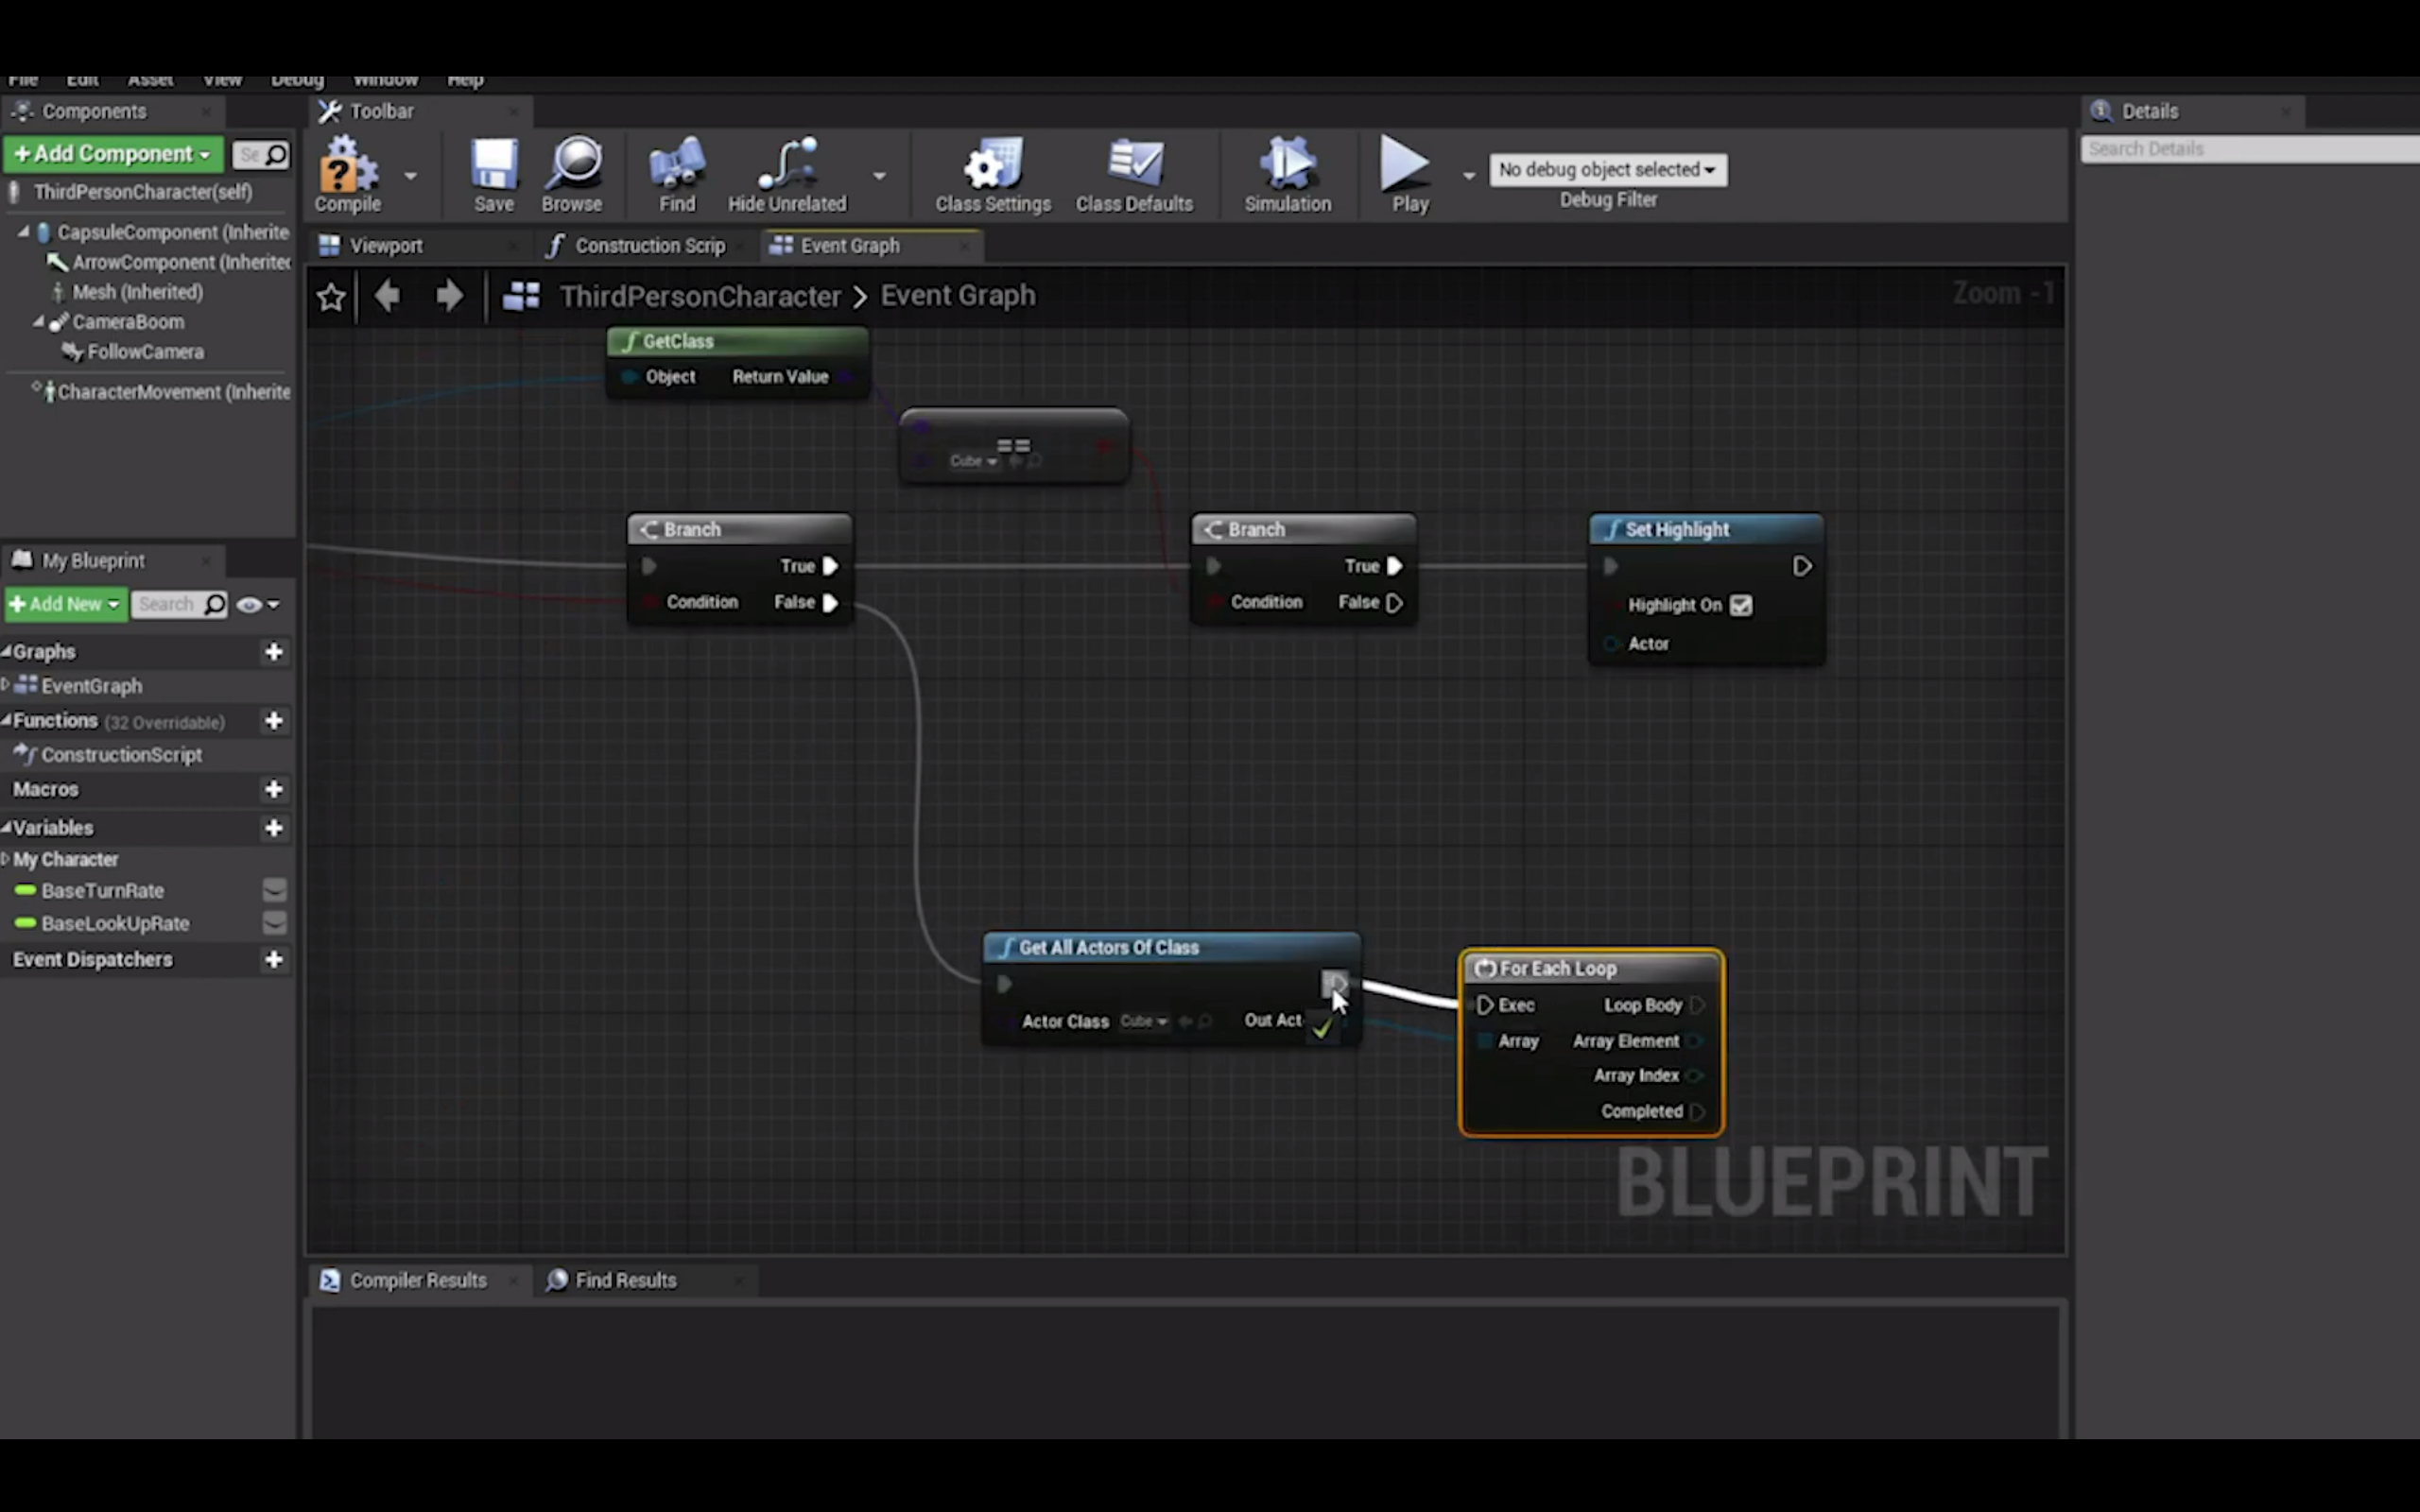 File Edit Asset View Debug Window Help
Components
Toolbar
Details
+Add Component
Se
Search Details
ThirdPersonCharacter(self)
Compile
Save
Browse
Find
Hide Unrelated
Class Settings
Class Defaults
Simulation
Play
No debug object selected
Debug Filter
CapsuleComponent (Inherite
ArrowComponent (Inherited
Mesh (Inherited)
CameraBoom
FollowCamera
CharacterMovement (Inherite
Viewport
Construction Scrip
Event Graph
ThirdPersonCharacter > Event Graph
Zoom -1
GetClass
Object Return Value
==
Cube
Branch
True
Condition False
Branch
True
Condition False
Set Highlight
Highlight On
Actor
My Blueprint
+Add New
Search
Graphs
EventGraph
Functions (32 Overridable)
ConstructionScript
Macros
Variables
My Character
BaseTurnRate
BaseLookUpRate
Event Dispatchers
Get All Actors Of Class
Actor Class Cube Out Act
For Each Loop
Exec Loop Body
Array Array Element
Array Index
Completed
BLUEPRINT
Compiler Results
Find Results